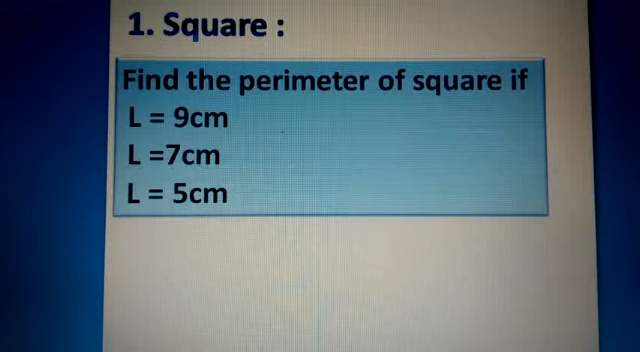 1. Square :
Find the perimeter of square if
L = 9cm
L =7cm
L = 5cm